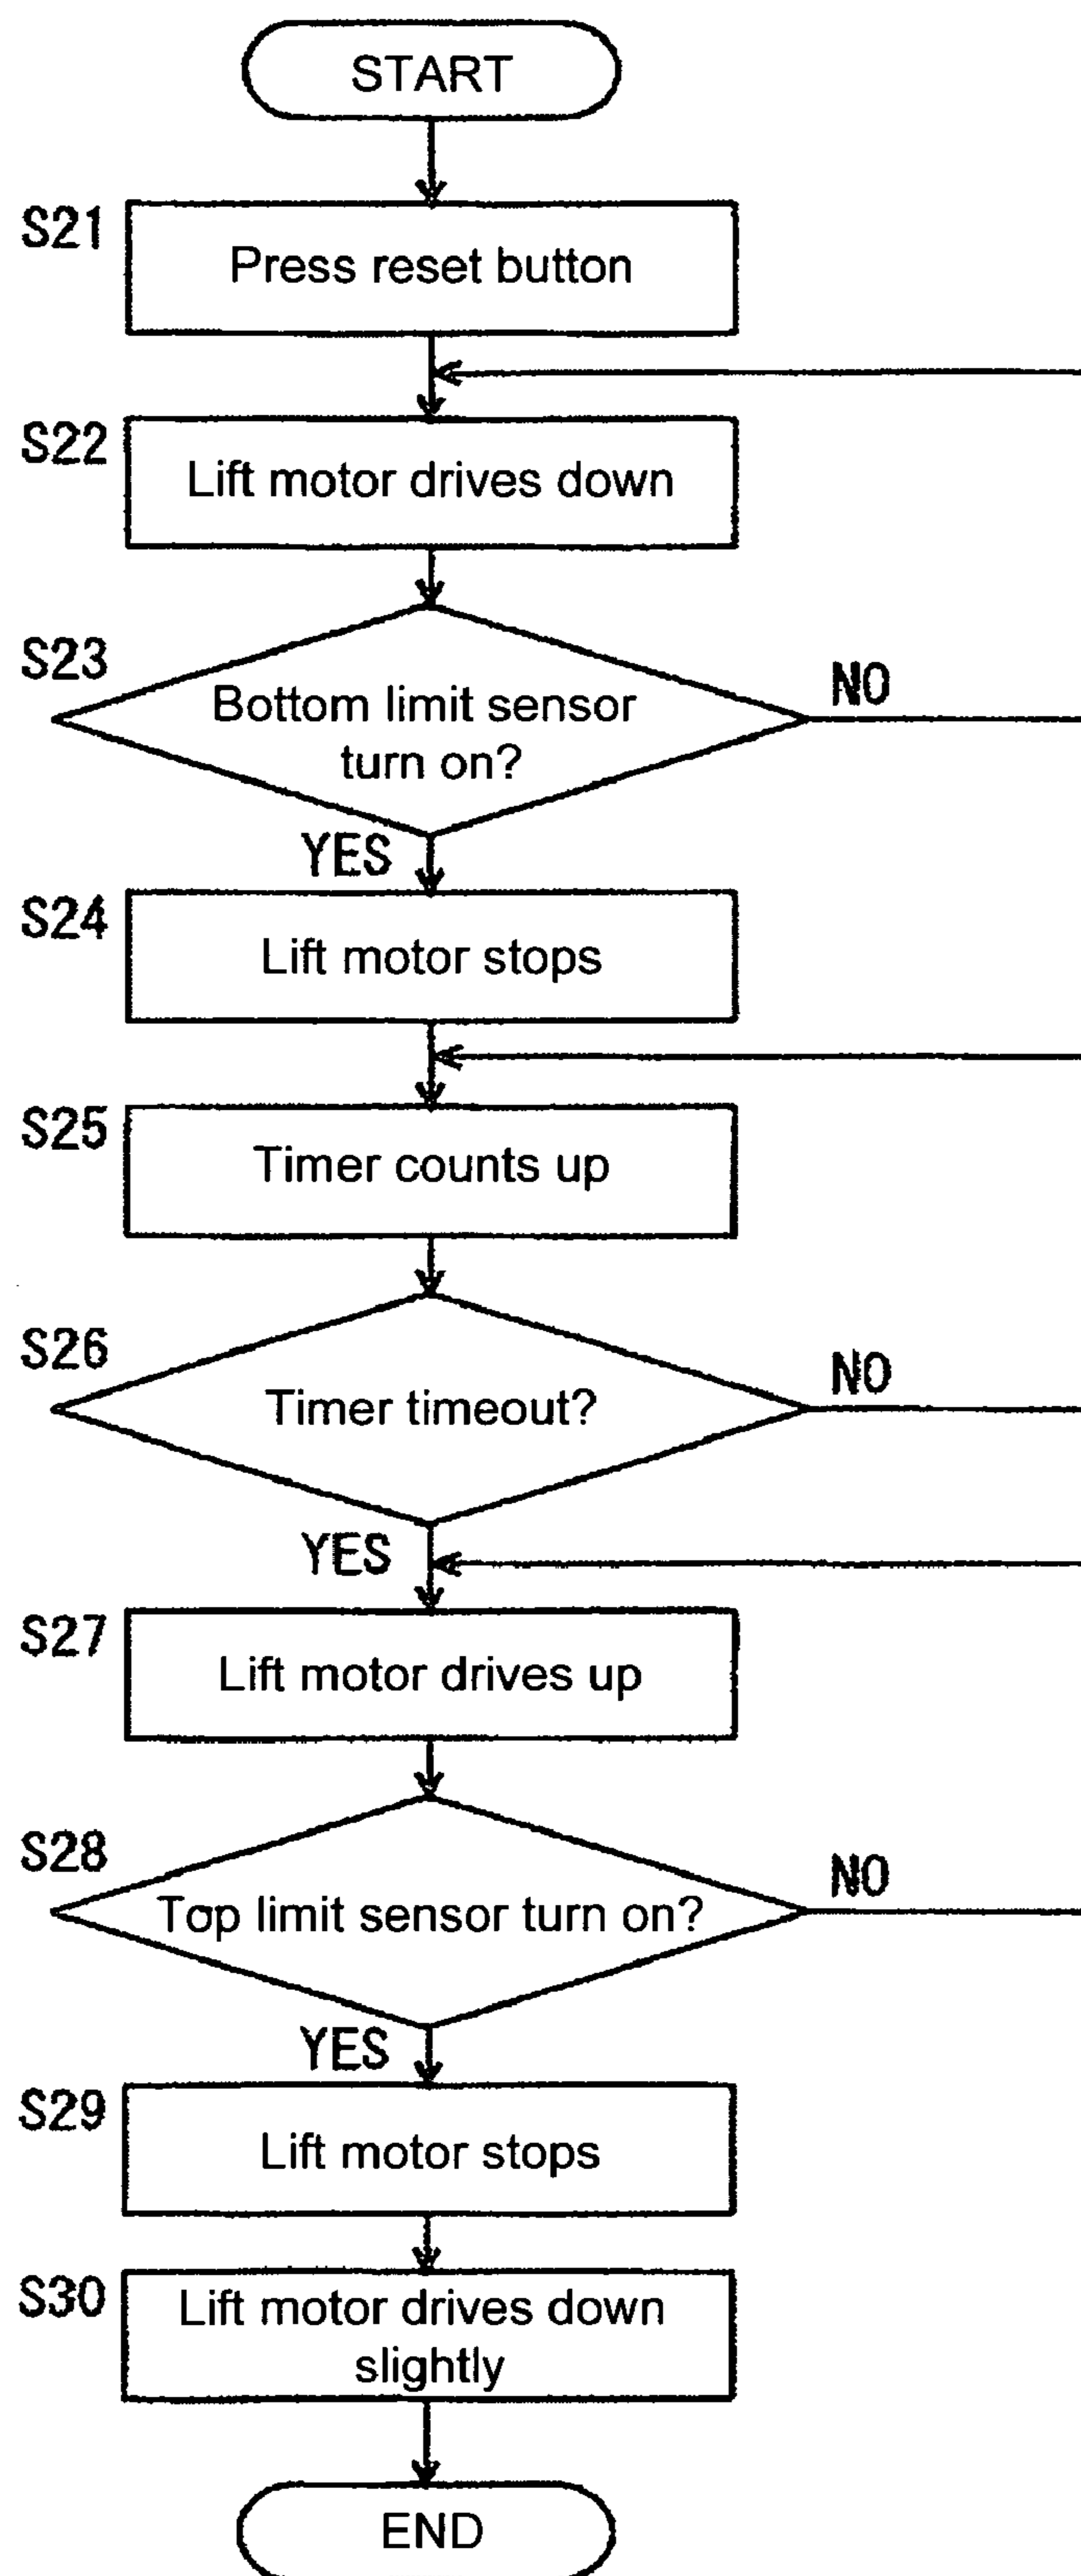 START
S21
Press reset button
S22
Lift motor drives down
S23
Bottom limit sensor
turn on?
NO
YES
S24
Lift motor stops
S25
Timer counts up
S26
Timer timeout?
NO
YES
S27
Lift motor drives up
S28
Top limit sensor turn on?
NO
YES
S29
Lift motor stops
S30
Lift motor drives down
slightly
END